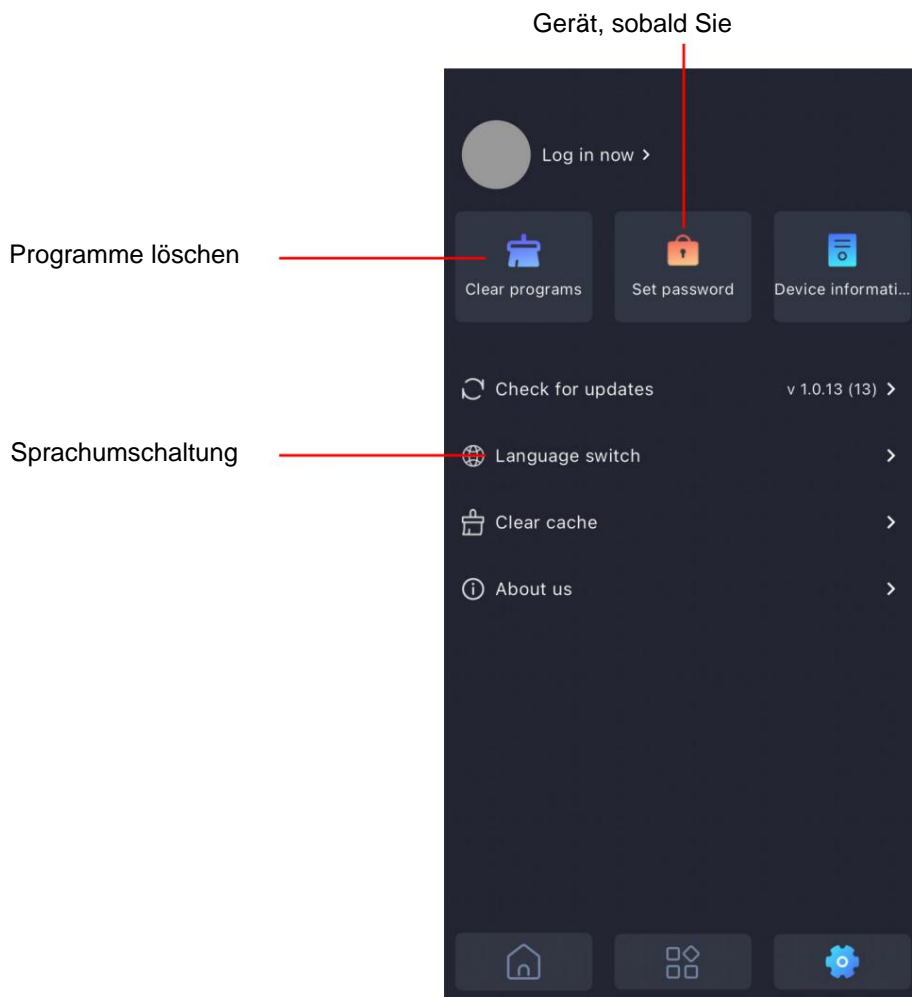 Gerät, sobald Sie
Log in now >
Programme löschen
Clear programs
Set password
Device informati...
Check for updates
v 1.0.13 (13) >
Sprachumschaltung
Language switch >
Clear cache >
About us >